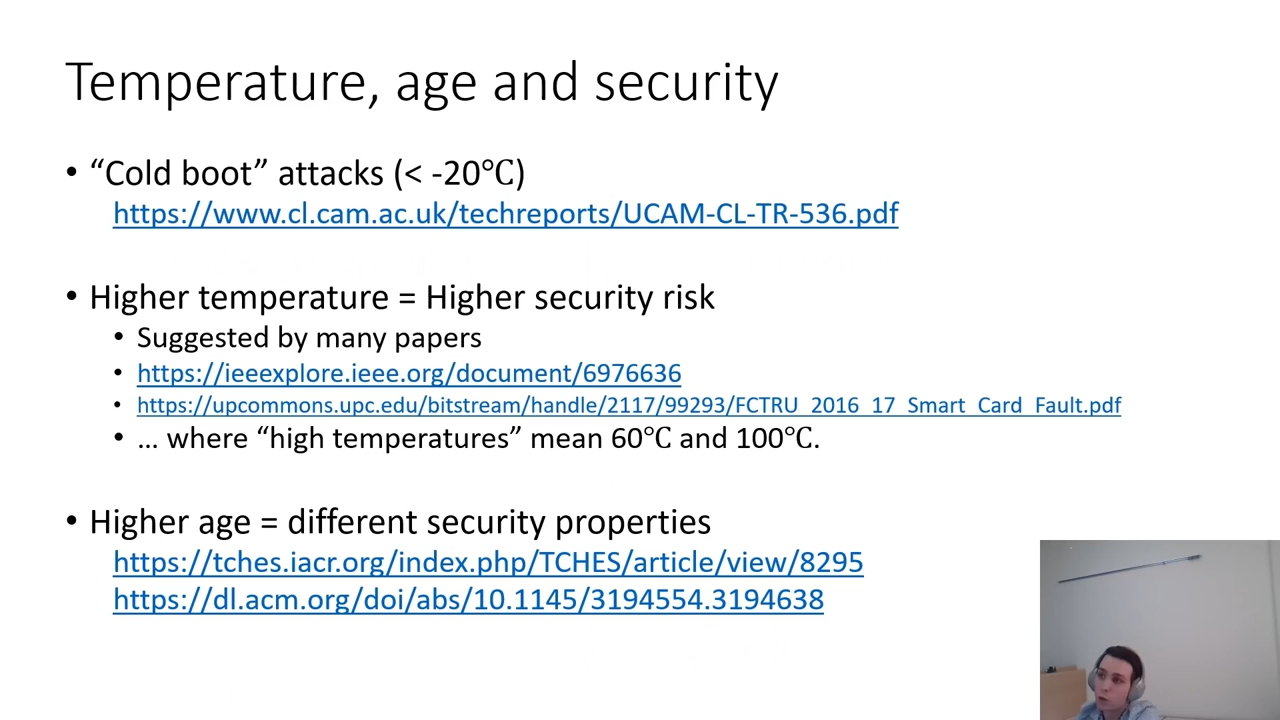 Temperature, age and security
• “Cold boot” attacks (< -20℃)
https://www.cl.cam.ac.uk/techreports/UCAM-CL-TR-536.pdf
• Higher temperature = Higher security risk
• Suggested by many papers
• https://ieeexplore.ieee.org/document/6976636
• https://upcommons.upc.edu/bitstream/handle/2117/99293/FCTRU_2016_17_Smart_Card_Fault.pdf
• … where “high temperatures” mean 60℃ and 100℃.
• Higher age = different security properties
https://tches.iacr.org/index.php/TCHES/article/view/8295
https://dl.acm.org/doi/abs/10.1145/3194554.3194638